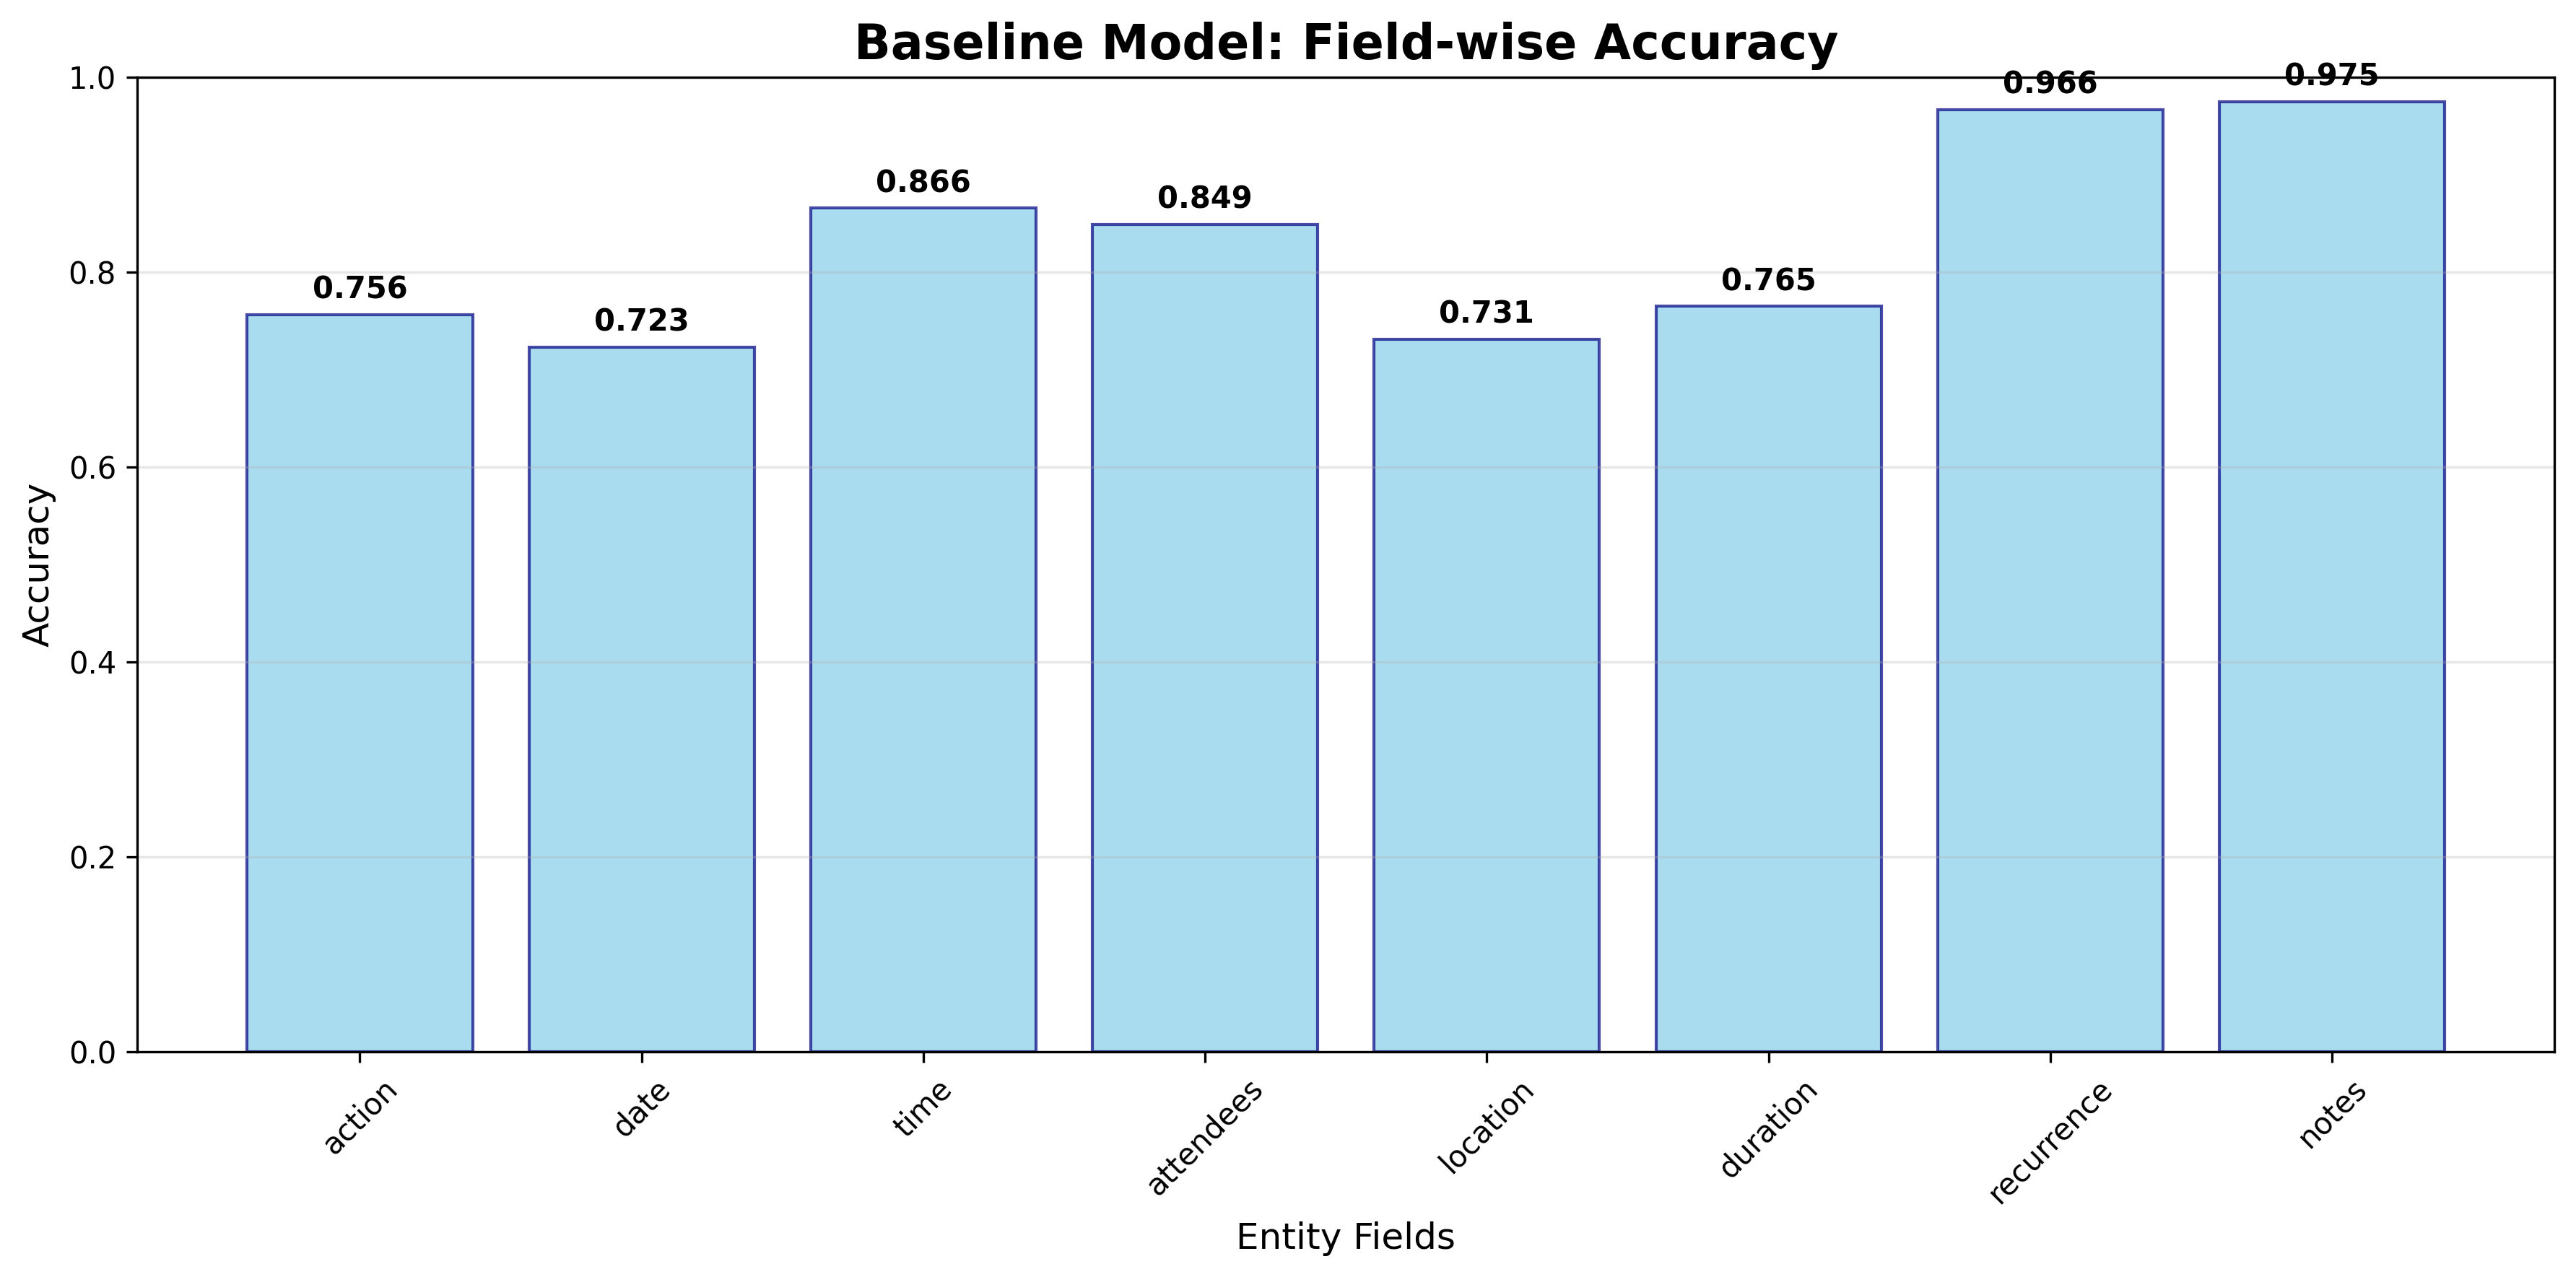 Baseline Model: Field-wise Accuracy
1.0
0.8
0.6
0.4
0.2
0.0
Accuracy
0.756
0.723
0.866
0.849
0.731
0.765
0.966
0.975
action
date
time
attendees
location
duration
recurrence
notes
Entity Fields